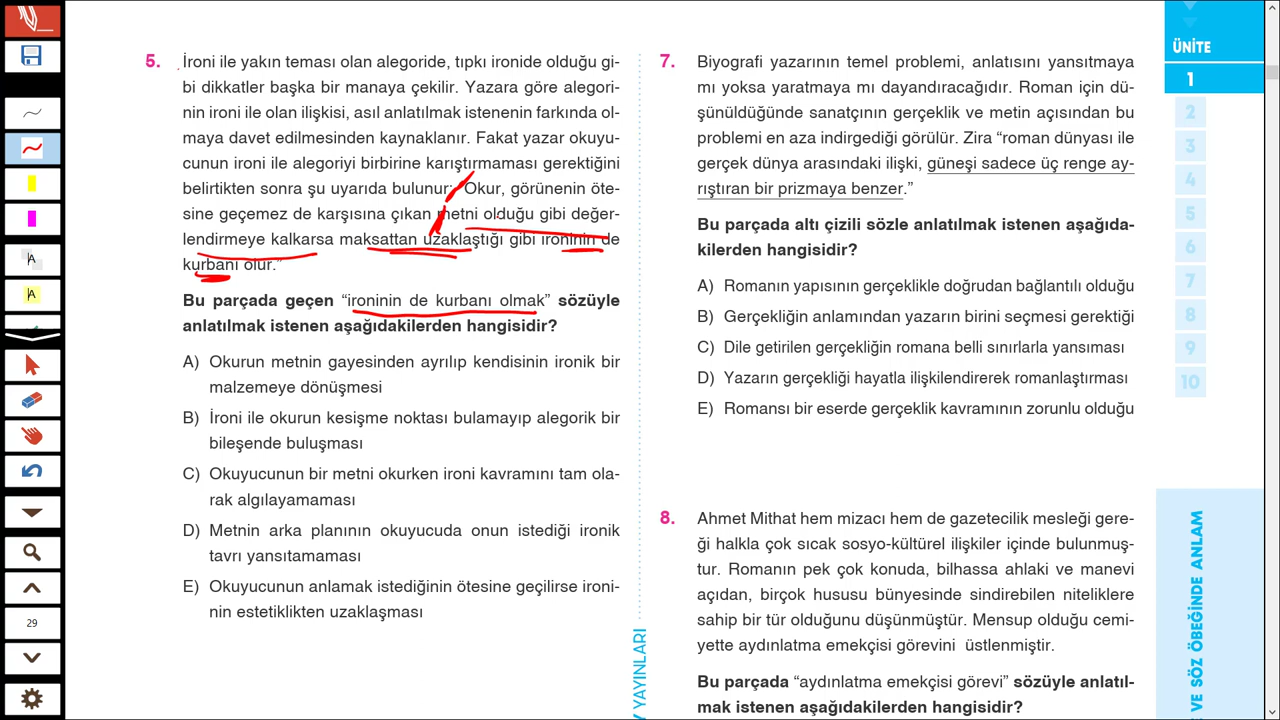 5. İroni ile yakın teması olan alegoride, tıpkı ironide olduğu gi-
bi dikkatler başka bir manaya çekilir. Yazara göre alegori-
nin ironi ile olan ilişkisi, asıl anlatılmak istenenin farkında ol-
maya davet edilmesinden kaynaklanır. Fakat yazar okuyu-
cunun ironi ile alegoriyi birbirine karıştırmaması gerektiğini
belirtikten sonra şu uyarıda bulunur: “Okur, görünenin öte-
sine geçemez de karşısına çıkan metni olduğu gibi değer-
lendirmeye kalkarsa maksattan uzaklaştığı gibi ironinin de
kurbanı olur.”
Bu parçada geçen “ironinin de kurbanı olmak” sözüyle
anlatılmak istenen aşağıdakilerden hangisidir?
A) Okurun metnin gayesinden ayrılıp kendisinin ironik bir
malzemeye dönüşmesi
B) İroni ile okurun kesişme noktası bulamayıp alegorik bir
bileşende buluşması
C) Okuyucunun bir metni okurken ironi kavramını tam ola-
rak algılayamaması
D) Metnin arka planının okuyucuda onun istediği ironik
tavrı yansıtamaması
E) Okuyucunun anlamak istediğinin ötesine geçilirse ironi-
nin estetiklikten uzaklaşması
7. Biyografi yazarının temel problemi, anlatısını yansıtmaya
mı yoksa yaratmaya mı dayandıracağıdır. Roman için dü-
şünüldüğünde sanatçının gerçeklik ve metin açısından bu
problemi en aza indirgediği görülür. Zira “roman dünyası ile
gerçek dünya arasındaki ilişki, güneşi sadece üç renge ay-
rıştıran bir prizmaya benzer.”
Bu parçada altı çizili sözle anlatılmak istenen aşağıda-
kilerden hangisidir?
A) Romanın yapısının gerçeklikle doğrudan bağlantılı olduğu
B) Gerçekliğin anlamından yazarın birini seçmesi gerektiği
C) Dile getirilen gerçekliğin romana belli sınırlarla yansıması
D) Yazarın gerçekliği hayatla ilişkilendirerek romanlaştırması
E) Romansı bir eserde gerçeklik kavramının zorunlu olduğu
8. Ahmet Mithat hem mizacı hem de gazetecilik mesleği gere-
ği halkla çok sıcak sosyo-kültürel ilişkiler içinde bulunmuş-
tur. Romanın pek çok konuda, bilhassa ahlaki ve manevi
açıdan, birçok hususu bünyesinde sindirebilen niteliklere
sahip bir tür olduğunu düşünmüştür. Mensup olduğu cemi-
yette aydınlatma emekçisi görevini üstlenmiştir.
Bu parçada “aydınlatma emekçisi görevi” sözüyle anlatıl-
mak istenen aşağıdakilerden hangisidir?
ÜNİTE
1
2
3
4
5
6
7
8
9
10
VE SÖZ ÖBEĞİNDE ANLAM
YAYINLARI
A
A
29